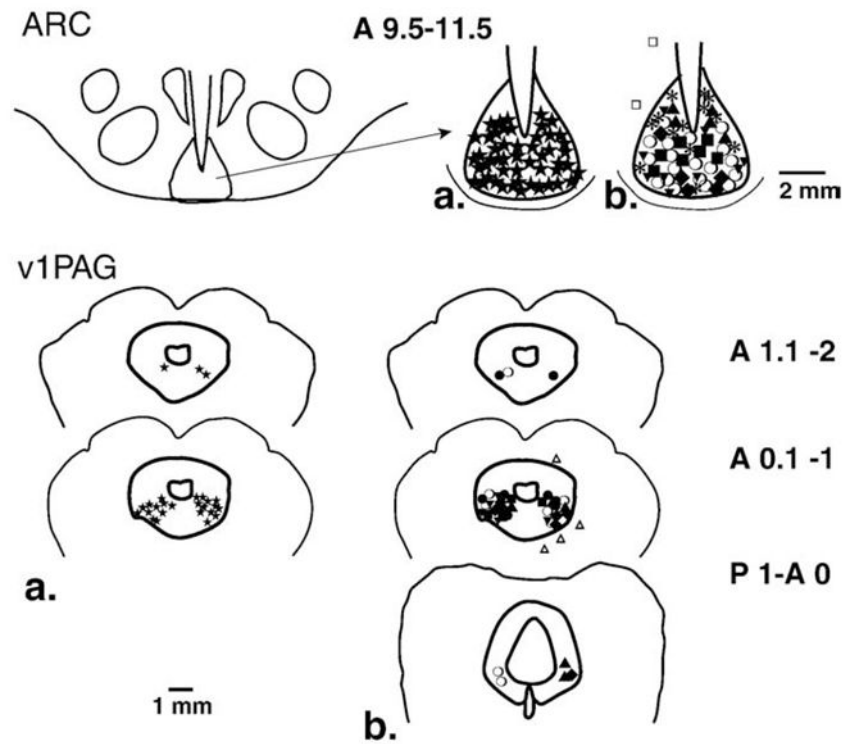 ARC
A 9.5-11.5
a.
b.
2 mm
v1PAG
A 1.1 -2
A 0.1 -1
a.
P 1-A 0
1 mm
b.